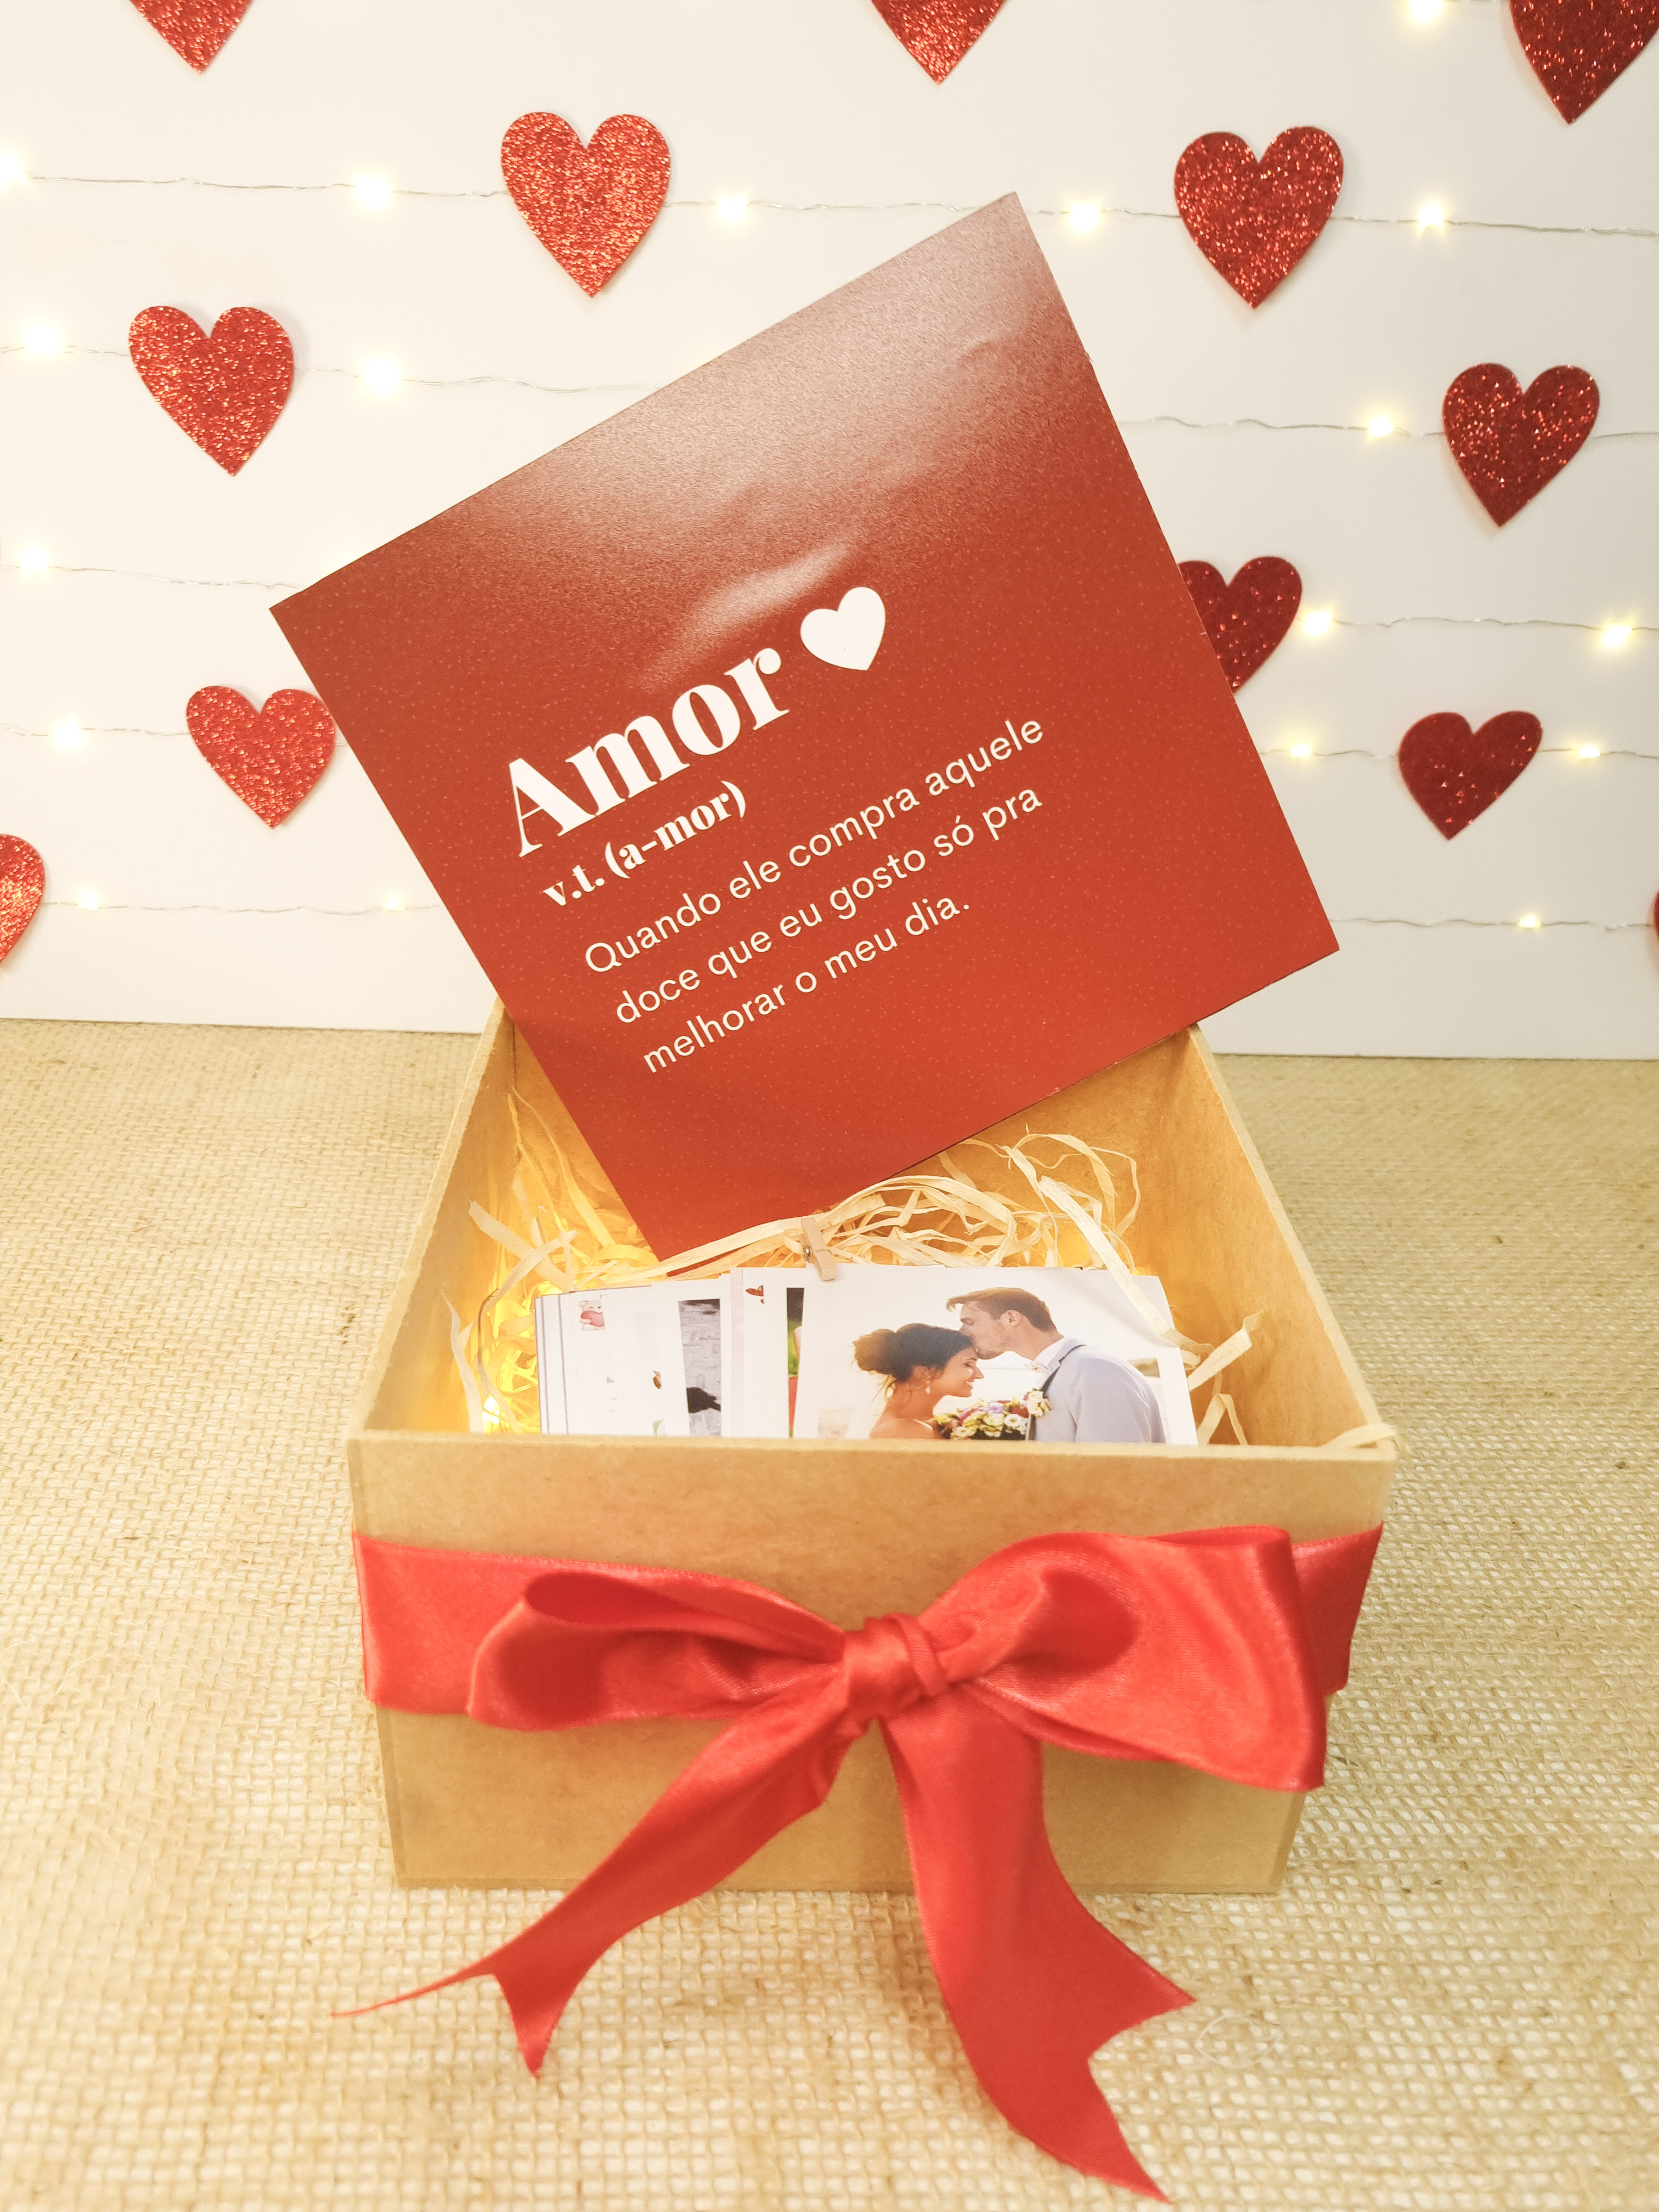 Amor
v.t. (a-mor)
Quando ele compra aquele
doce que eu gosto só pra
melhorar o meu dia.